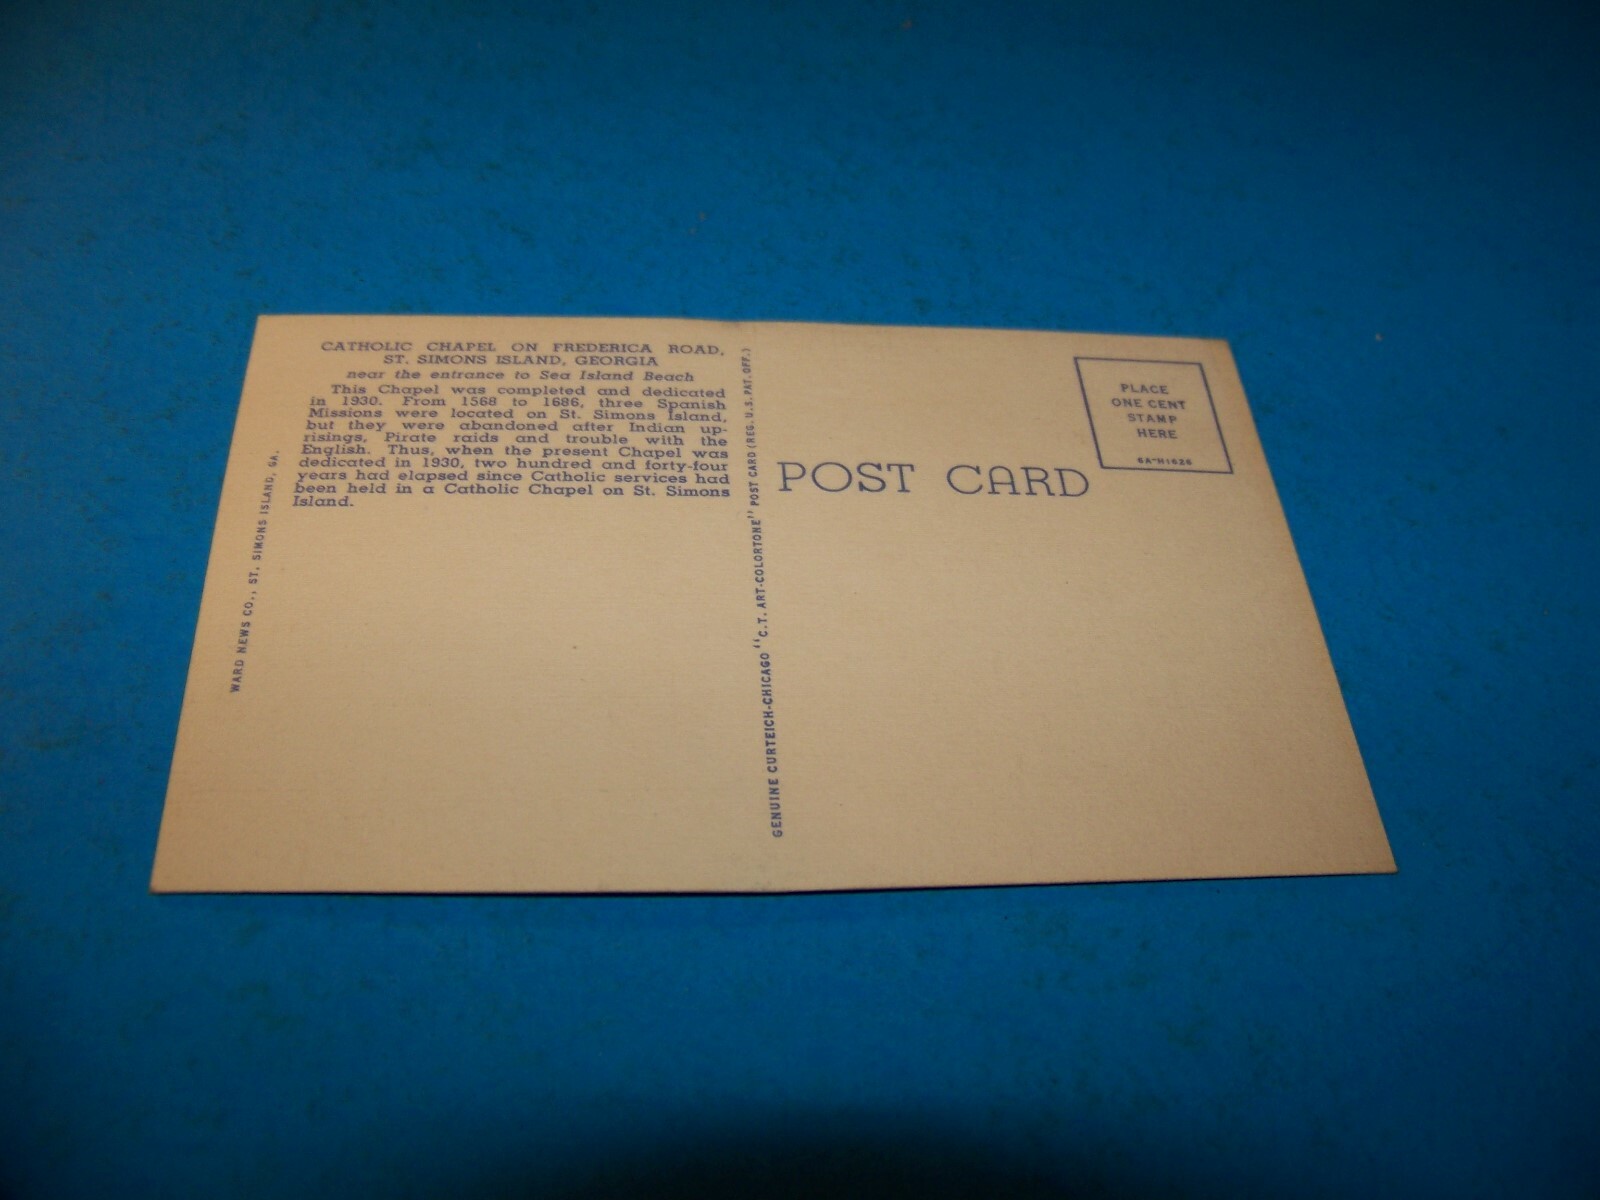 CATHOLIC CHAPEL ON FREDERICA ROAD,
ST. SIMONS ISLAND, GEORGIA
near the entrance to Sea Island Beach
This Chapel was completed and dedicated
in 1930. From 1568 to 1686, three Spanish
Missions were located on St. Simons Island,
but they were abandoned after Indian up-
risings, Pirate raids and trouble with the
English. Thus, when the present Chapel was
dedicated in 1930, two hundred and forty-four
years had elapsed since Catholic services had
been held in a Catholic Chapel on St. Simons
Island.
WARD NEWS CO., ST. SIMONS ISLAND, GA.
GENUINE CURTEICH-CHICAGO "C.T. ART-COLORTONE" POST CARD (REG. U.S. PAT. OFF.)
POST CARD
PLACE
ONE CENT
STAMP
HERE
6A-H1626